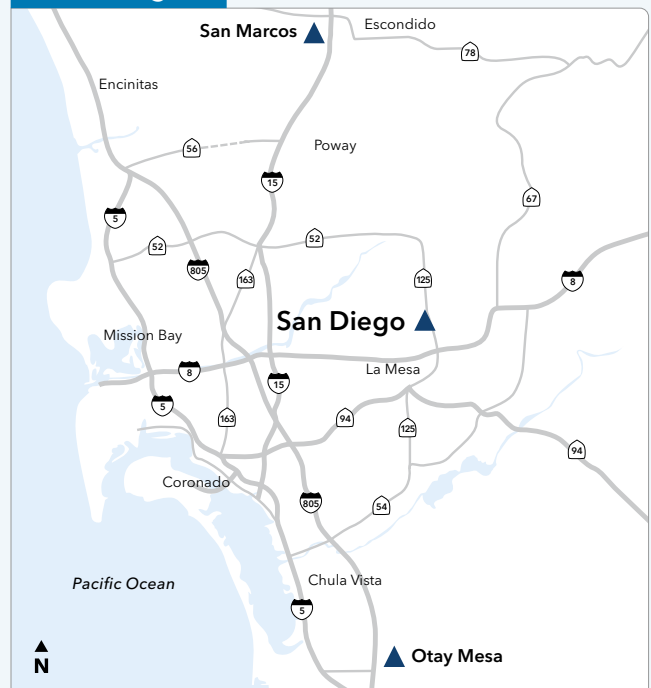 San Marcos
Escondido
78
Encinitas
56
Poway
15
67
5
52
52
805
163
125
8
San Diego
Mission Bay
La Mesa
8
15
5
163
94
125
94
Coronado
805
54
Pacific Ocean
Chula Vista
5
N
Otay Mesa